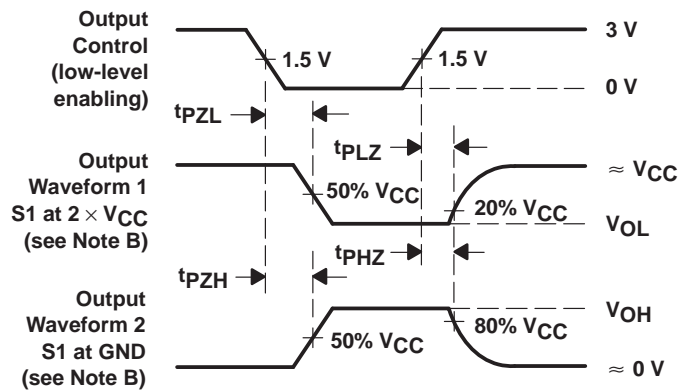 Output
Control
(low-level
enabling)
1.5 V
1.5 V
3 V
0 V
tPZL
tPLZ
Output
Waveform 1
S1 at 2 × VCC
(see Note B)
50% VCC
20% VCC
≈ VCC
VOL
tPZH
tPHZ
Output
Waveform 2
S1 at GND
(see Note B)
50% VCC
80% VCC
VOH
≈ 0 V